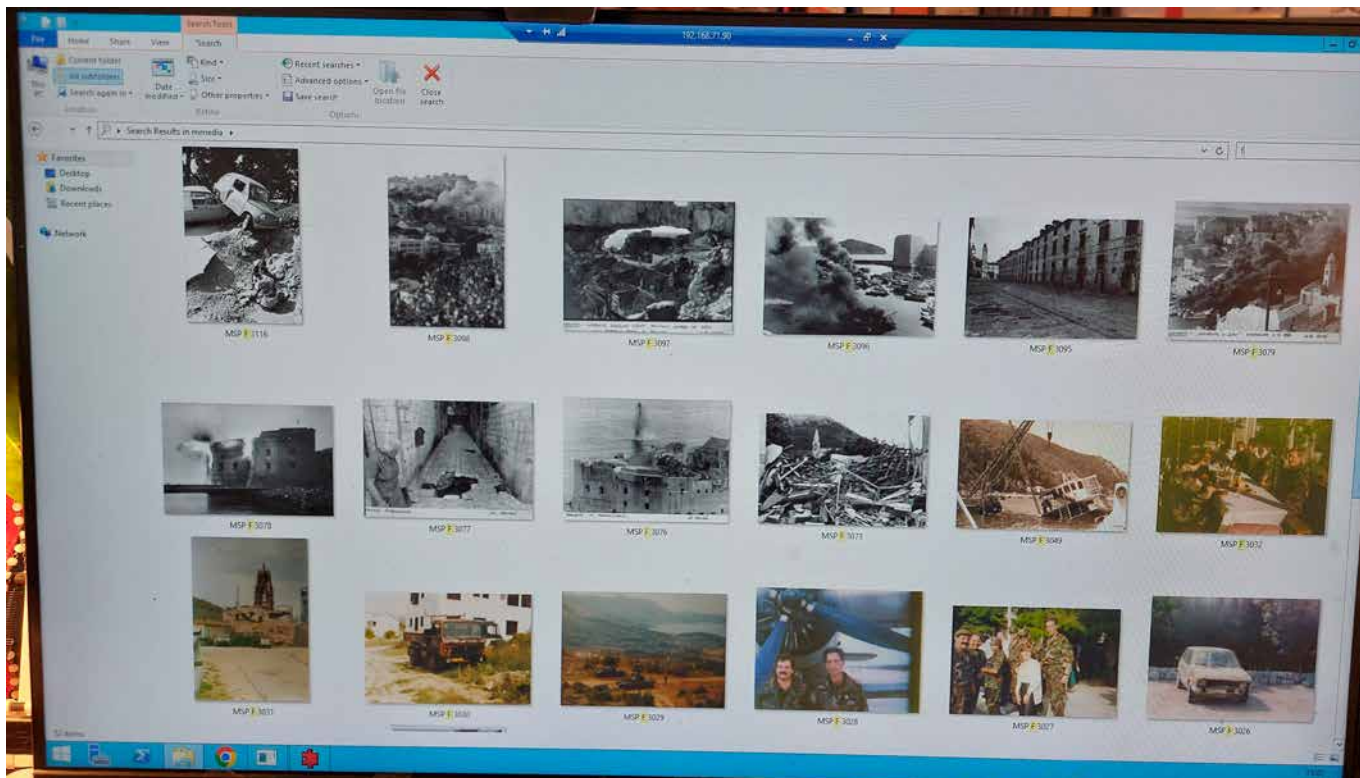 Search Tools
192.168.71.90
File
Home
Share
View
Search
Current folder
All subfolders
Search again in
Date
modified
Kind
Size
Other properties
Recent searches
Advanced options
Save search
Open file
location
Close
search
Location
Refine
Options
Search Results in mmedia
f
Favorites
Desktop
Downloads
Recent places
Network
MSP F 3116
MSP F 3098
MSP F 3097
MSP F 3096
MSP F 3095
MSP F 3079
MSP F 3078
MSP F 3077
MSP F 3076
MSP F 3073
MSP F 3049
MSP F 3032
MSP F 3031
MSP F 3030
MSP F 3029
MSP F 3028
MSP F 3027
MSP F 3026